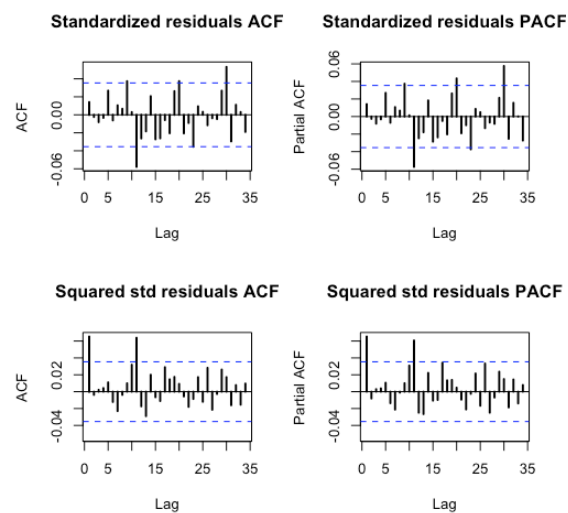 Standardized residuals ACF
ACF
0.00
-0.06
0 5 15 25 35
Lag
Standardized residuals PACF
Partial ACF
0.06
0.00
-0.06
0 5 15 25 35
Lag
Squared std residuals ACF
ACF
0.02
-0.04
0 5 15 25 35
Lag
Squared std residuals PACF
Partial ACF
0.02
-0.04
0 5 15 25 35
Lag